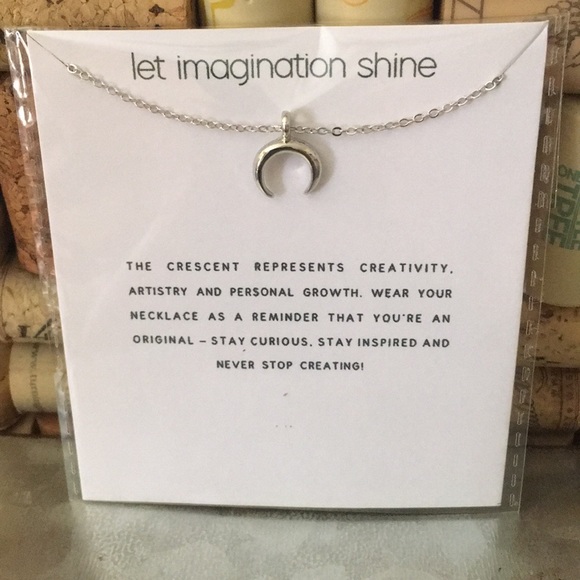 let imagination shine
THE CRESCENT REPRESENTS CREATIVITY,
ARTISTRY AND PERSONAL GROWTH. WEAR YOUR
NECKLACE AS A REMINDER THAT YOU'RE AN
ORIGINAL – STAY CURIOUS, STAY INSPIRED AND
NEVER STOP CREATING!
TREE